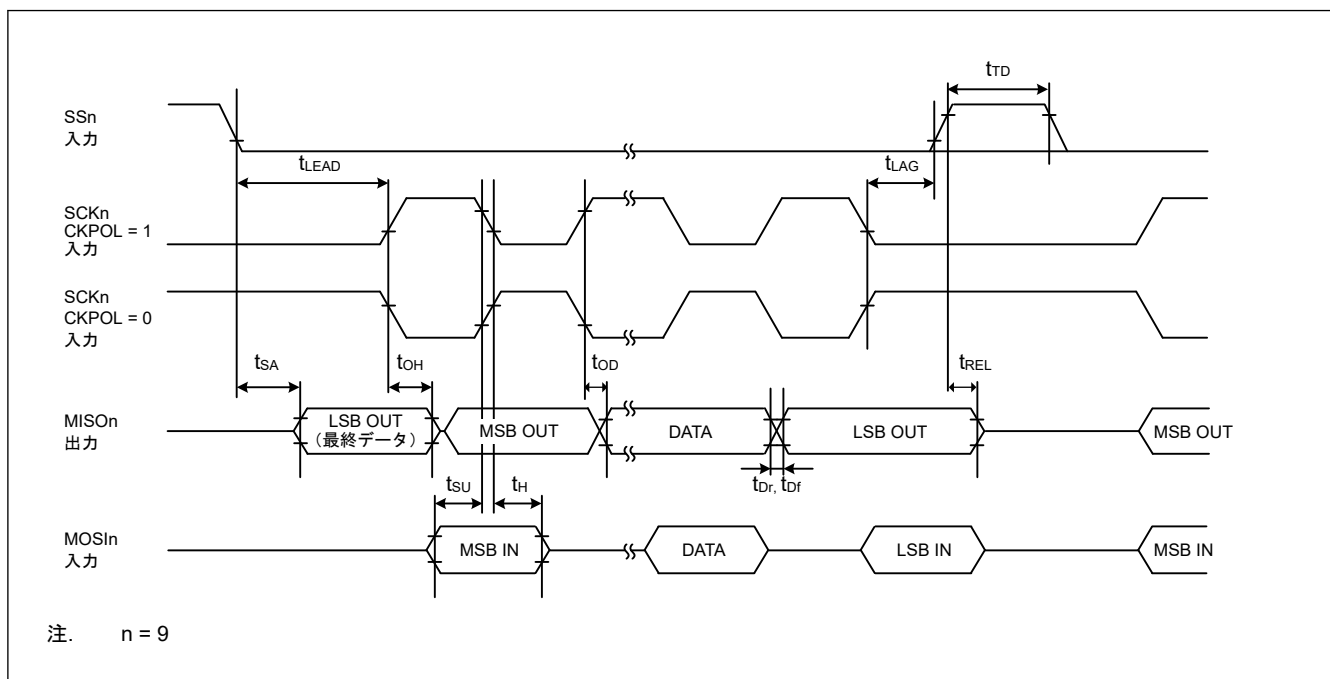 tTD
SSn
入力
tLEAD
tLAG
SCKn
CKPOL = 1
入力
SCKn
CKPOL = 0
入力
tSA
tOH
tOD
tREL
MISOn
出力
LSB OUT
(最終データ)
MSB OUT
DATA
LSB OUT
MSB OUT
tSU
tH
tDr, tDf
MOSIn
入力
MSB IN
DATA
LSB IN
MSB IN
注. n = 9